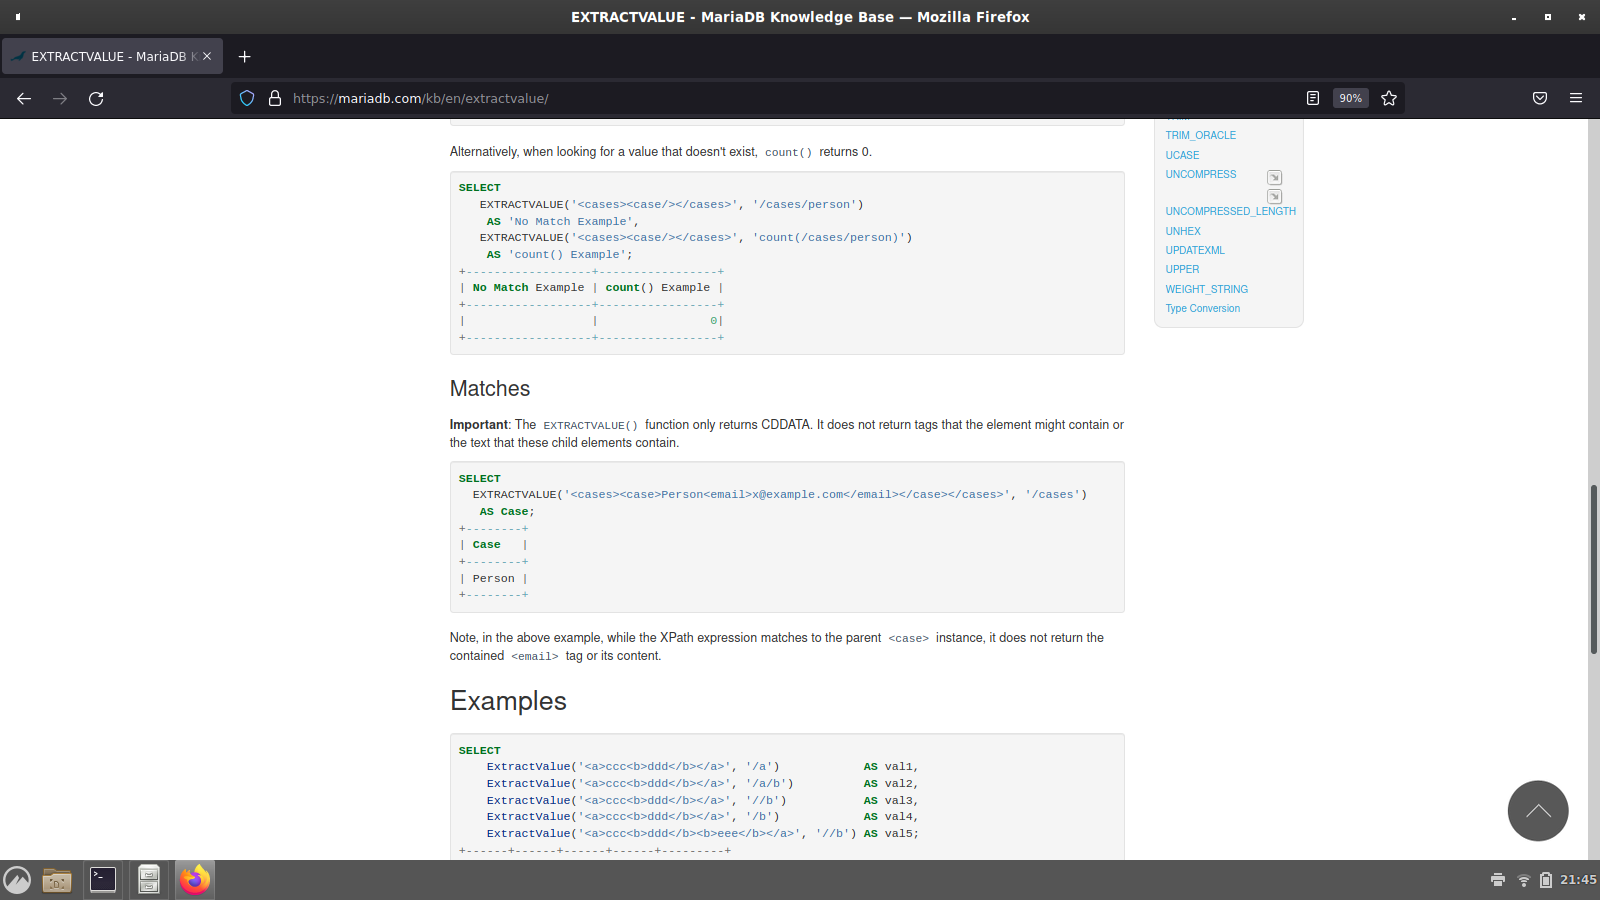 EXTRACTVALUE - MariaDB Knowledge Base — Mozilla Firefox
EXTRACTVALUE - MariaDB K
https://mariadb.com/kb/en/extractvalue/
90%
Alternatively, when looking for a value that doesn't exist, count() returns 0.
SELECT
   EXTRACTVALUE('<cases><case/></cases>', '/cases/person')
    AS 'No Match Example',
   EXTRACTVALUE('<cases><case/></cases>', 'count(/cases/person)')
    AS 'count() Example';
+------------------+-----------------+
| No Match Example | count() Example |
+------------------+-----------------+
|                  |                0|
+------------------+-----------------+
Matches
Important: The EXTRACTVALUE() function only returns CDDATA. It does not return tags that the element might contain or
the text that these child elements contain.
SELECT
  EXTRACTVALUE('<cases><case>Person<email>x@example.com</email></case></cases>', '/cases')
   AS Case;
+--------+
| Case   |
+--------+
| Person |
+--------+
Note, in the above example, while the XPath expression matches to the parent <case> instance, it does not return the
contained <email> tag or its content.
Examples
SELECT
    ExtractValue('<a>ccc<b>ddd</b></a>', '/a')            AS val1,
    ExtractValue('<a>ccc<b>ddd</b></a>', '/a/b')          AS val2,
    ExtractValue('<a>ccc<b>ddd</b></a>', '//b')           AS val3,
    ExtractValue('<a>ccc<b>ddd</b></a>', '/b')            AS val4,
    ExtractValue('<a>ccc<b>ddd</b><b>eee</b></a>', '//b') AS val5;
+------+------+------+------+---------+
TRIM_ORACLE
UCASE
UNCOMPRESS
UNCOMPRESSED_LENGTH
UNHEX
UPDATEXML
UPPER
WEIGHT_STRING
Type Conversion
21:45